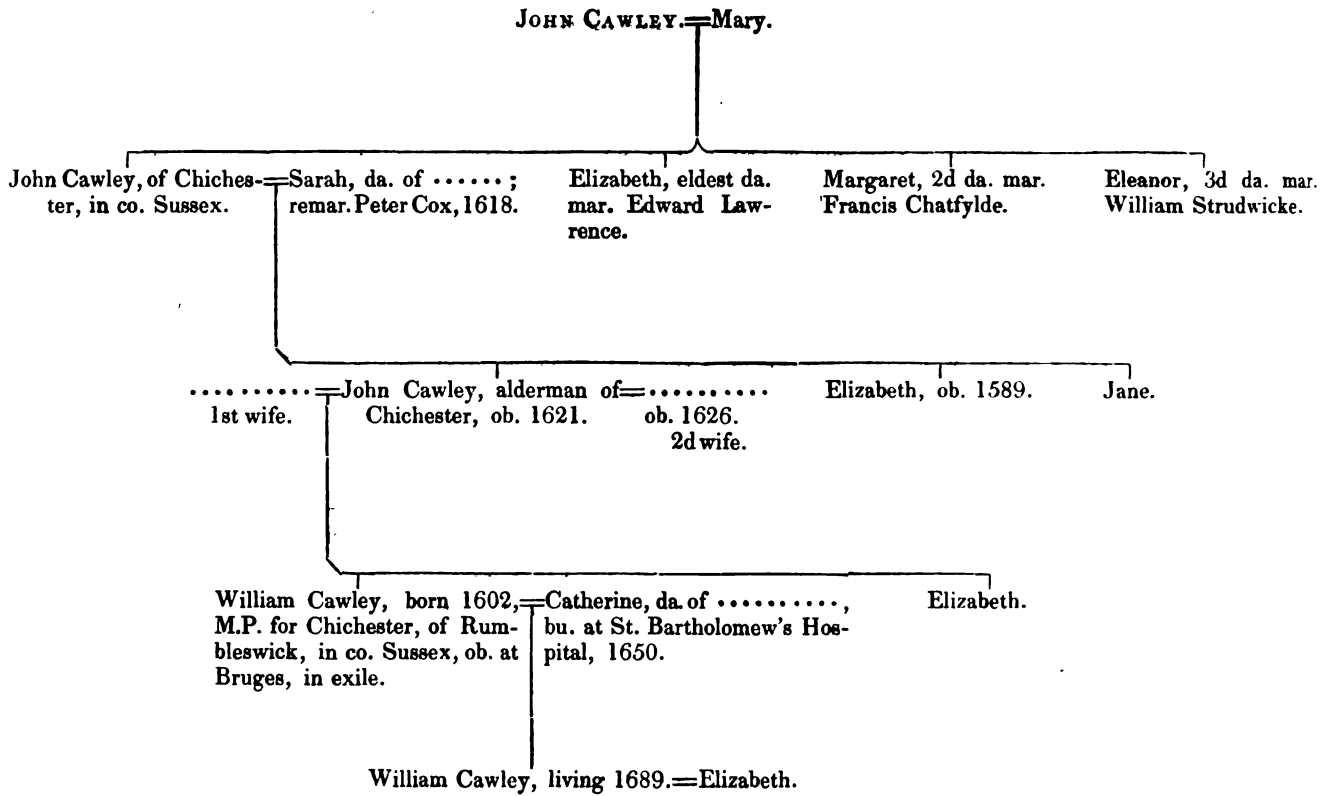 JOHN CAWLEY.=Mary.
John Cawley, of Chiches-=Sarah, da. of ······;
ter, in co. Sussex.
remar. Peter Cox, 1618.
Elizabeth, eldest da.
mar. Edward Law-
rence.
Margaret, 2d da. mar.
Francis Chatfylde.
Eleanor, 3d da. mar.
William Strudwicke.
·········=John Cawley, alderman of=··········
1st wife.
Chichester, ob. 1621.
ob. 1626.
2d wife.
Elizabeth, ob. 1589.
Jane.
William Cawley, born 1602,=Catherine, da. of ··········,
M.P. for Chichester, of Rum-
bleswick, in co. Sussex, ob. at
Bruges, in exile.
bu. at St. Bartholomew's Hos-
pital, 1650.
Elizabeth.
William Cawley, living 1689.=Elizabeth.